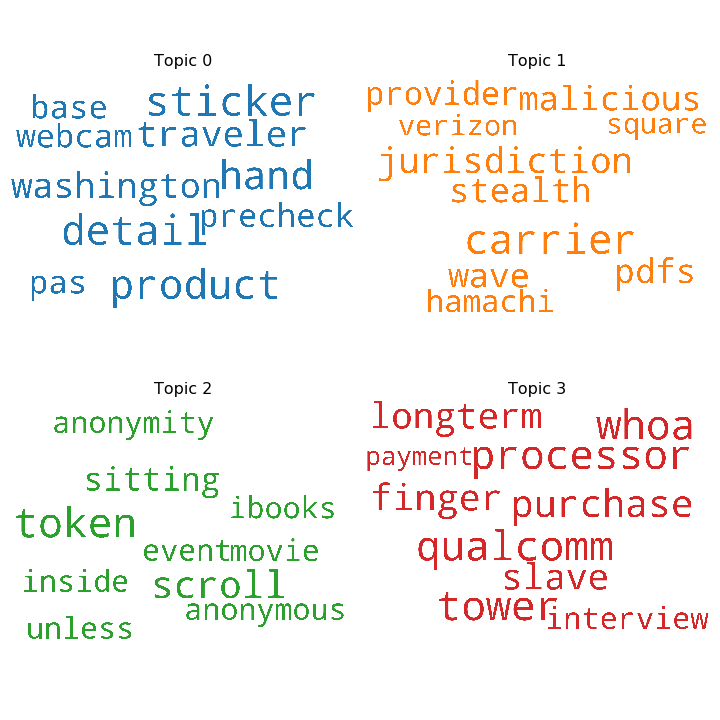 Topic 0
sticker
base
webcam traveler
hand
washington
precheck
detail
pas product
Topic 1
provider malicious
verizon square
jurisdiction
stealth
carrier
wave pdfs
hamachi
Topic 2
anonymity
sitting
ibooks
token
eventmovie
inside scroll
anonymous
unless
Topic 3
longterm whoa
payment processor
finger purchase
qualcomm
slave
tower interview